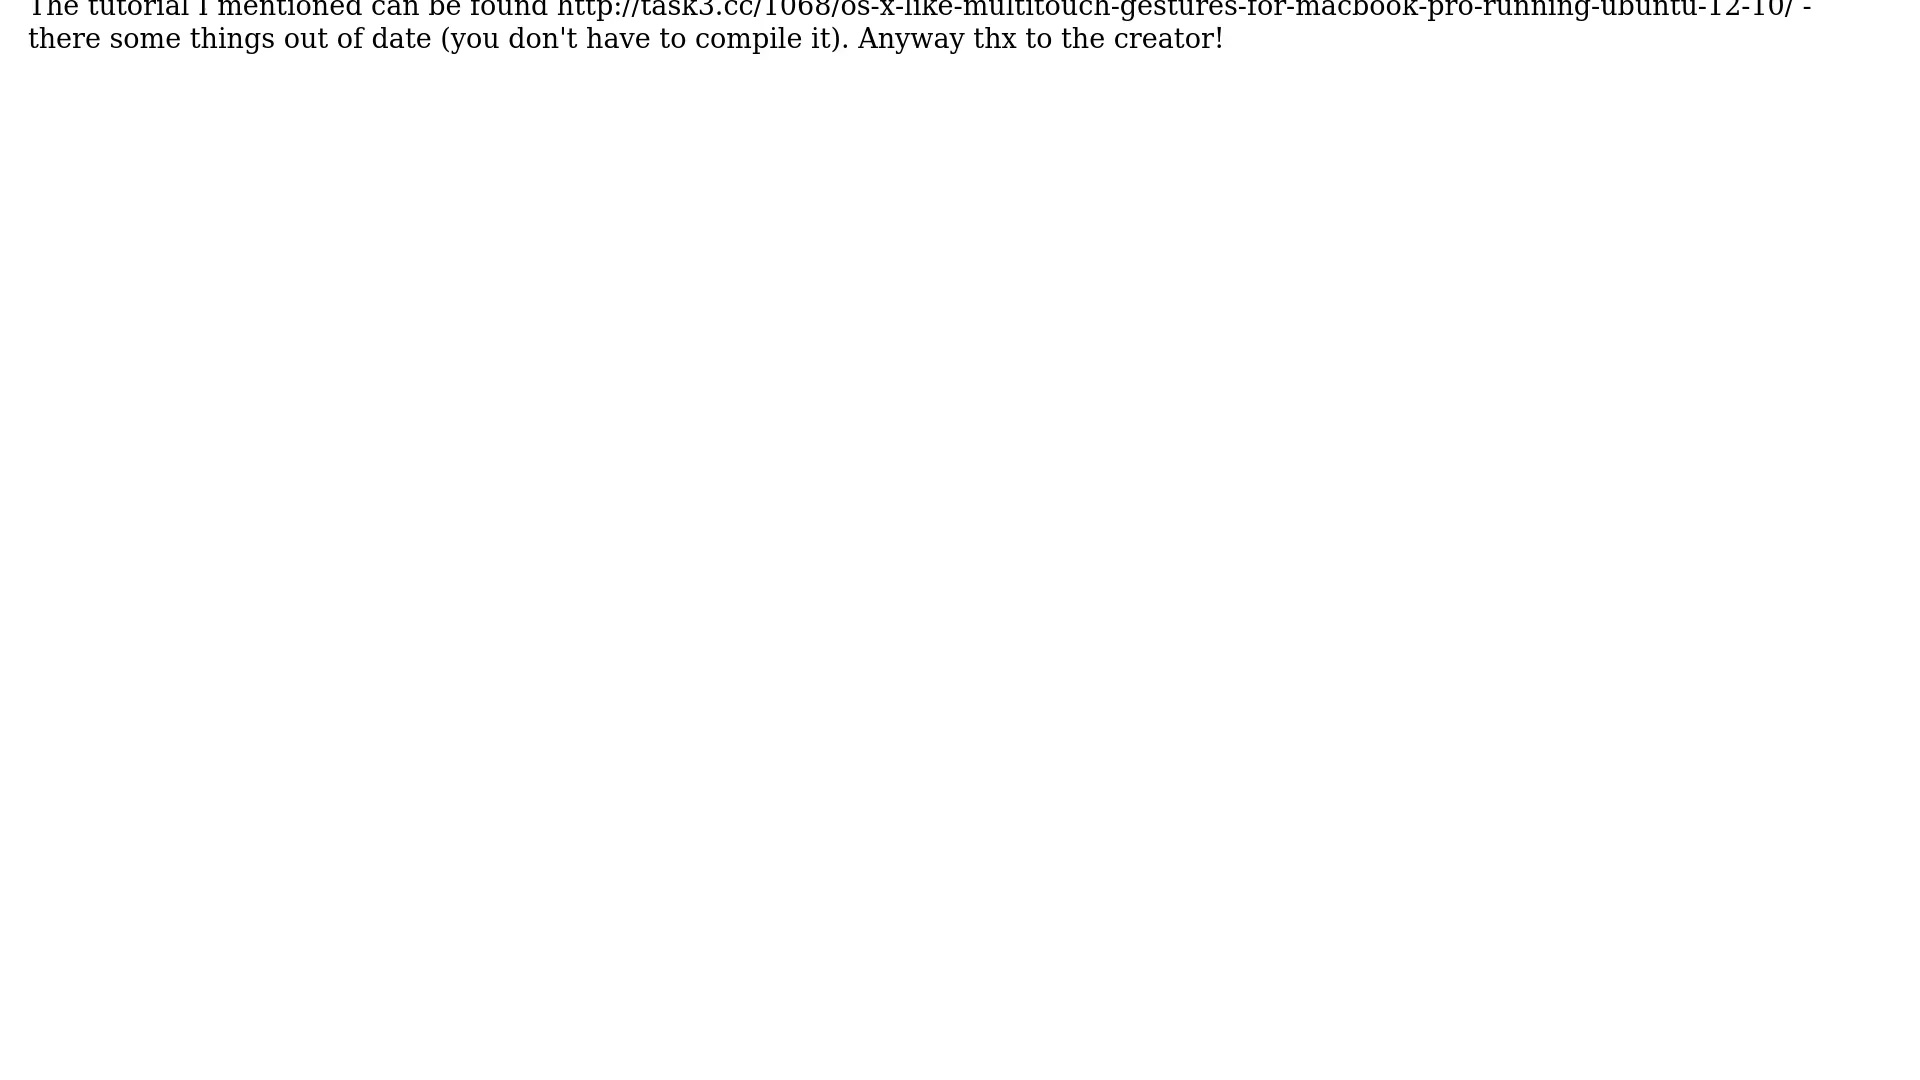 The tutorial I mentioned can be found http://task3.cc/1068/os-x-like-multitouch-gestures-for-macbook-pro-running-ubuntu-12-10/ -
there some things out of date (you don't have to compile it). Anyway thx to the creator!